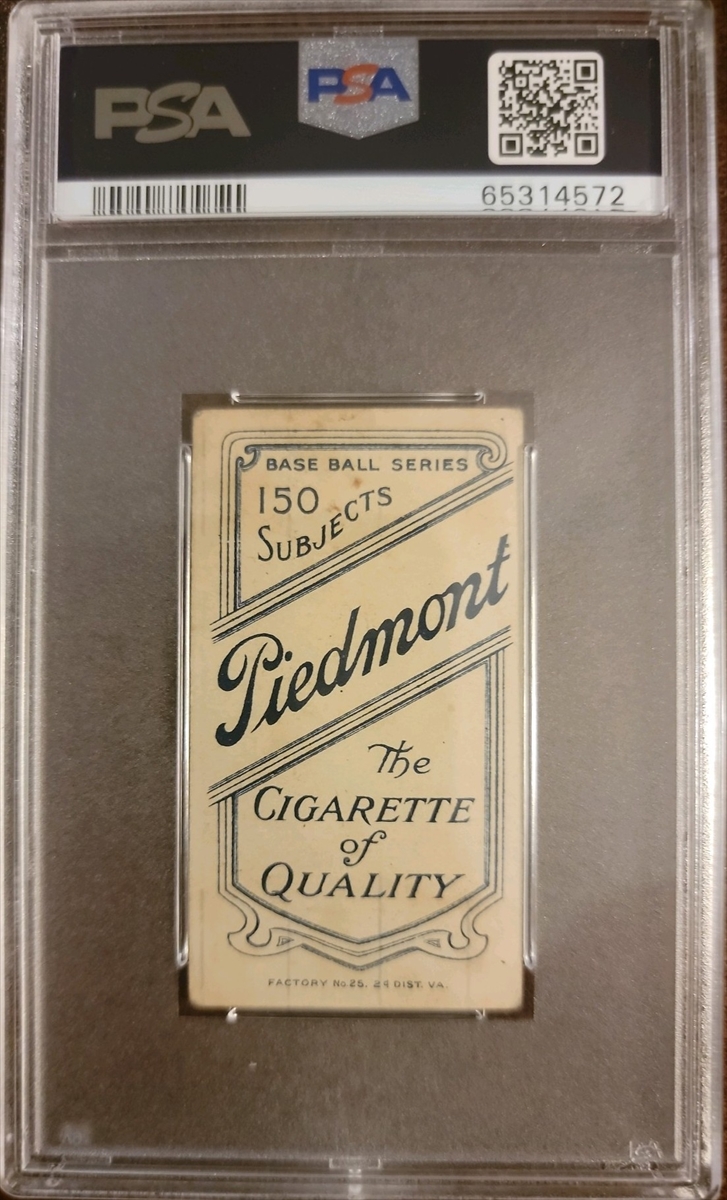 PSA
PSA
65314572
BASE BALL SERIES
150
SUBJECTS
Piedmont
The
CIGARETTE
of
QUALITY
FACTORY No 25. 2d DIST. VA.